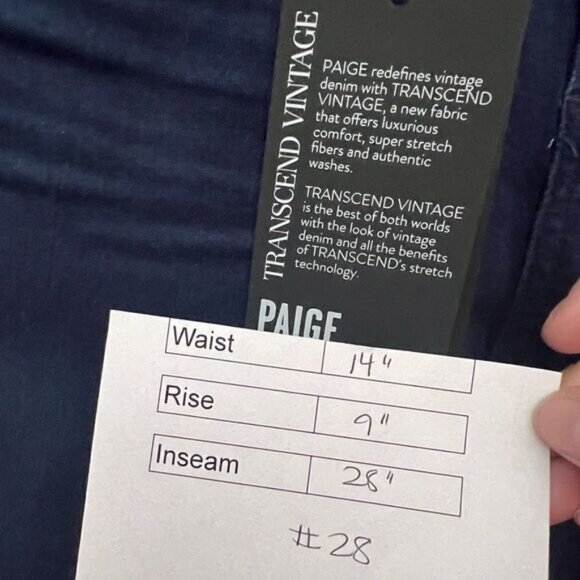 TRANSCEND VINTAGE
PAIGE redefines vintage
denim with TRANSCEND
VINTAGE, a new fabric
that offers luxurious
comfort, super stretch
fibers and authentic
washes.
TRANSCEND VINTAGE
is the best of both worlds
with the look of vintage
denim and all the benefits
of TRANSCEND's stretch
technology.
PAIGE
Waist 14"
Rise 9"
Inseam 28"
#28